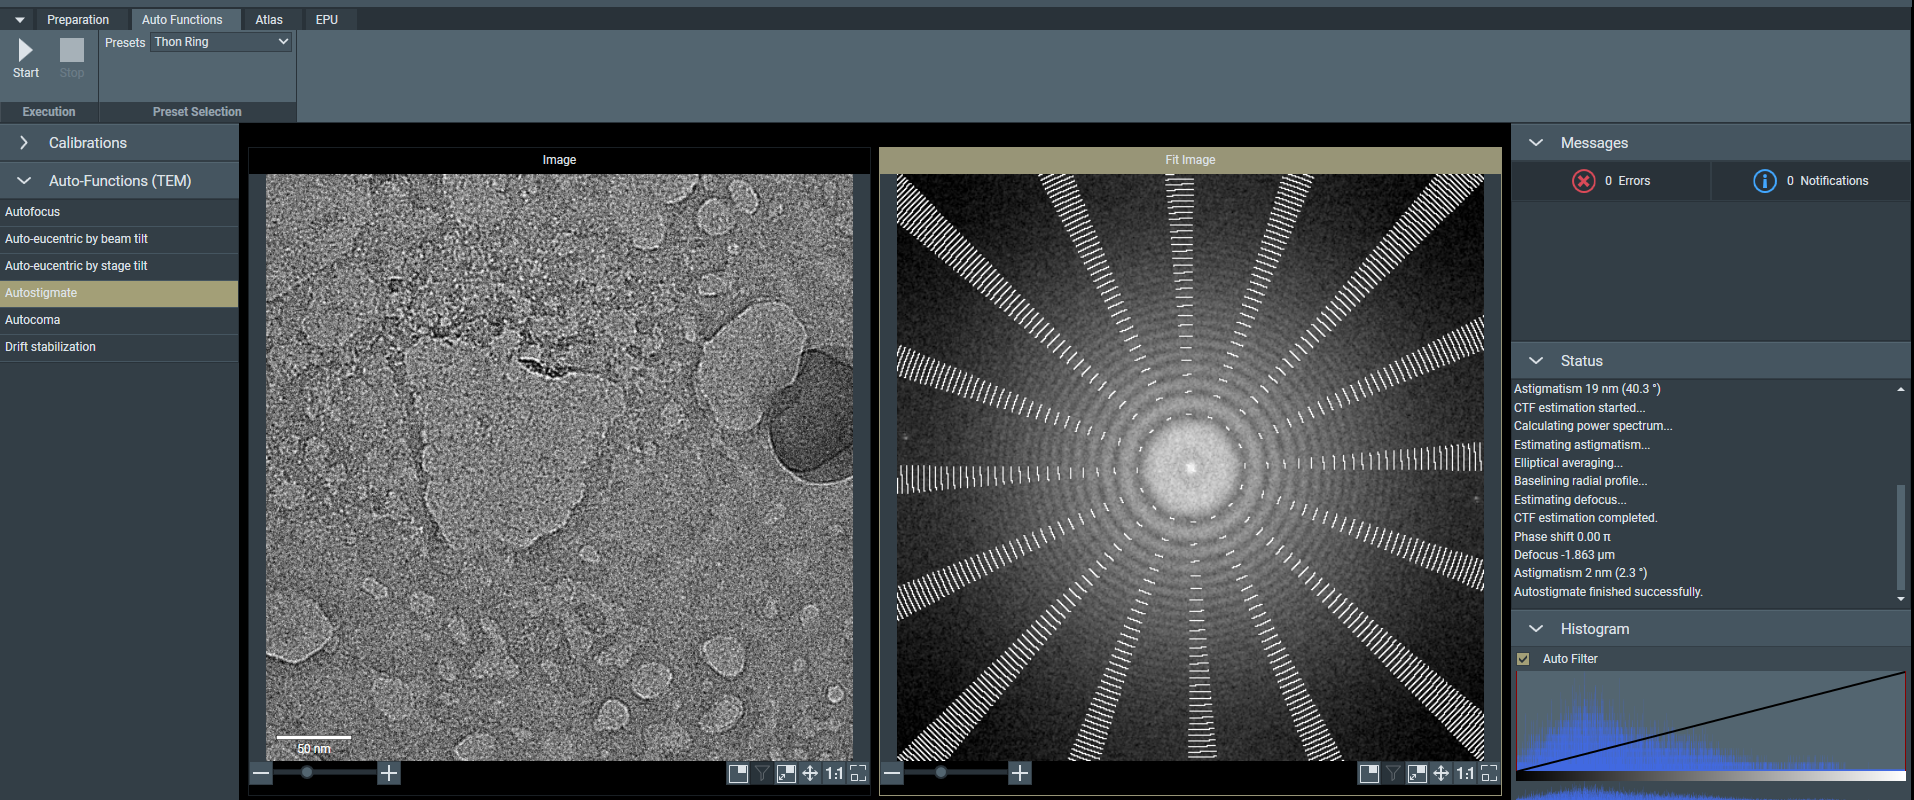 Preparation
Auto Functions
Atlas
EPU
Start
Stop
Presets
Thon Ring
Execution
Preset Selection
Calibrations
Auto-Functions (TEM)
Autofocus
Auto-eucentric by beam tilt
Auto-eucentric by stage tilt
Autostigmate
Autocoma
Drift stabilization
Image
50 nm
1:1
Fit Image
1:1
Messages
0 Errors
0 Notifications
Status
Astigmatism 19 nm (40.3 °)
CTF estimation started...
Calculating power spectrum...
Estimating astigmatism...
Elliptical averaging...
Baselining radial profile...
Estimating defocus...
CTF estimation completed.
Phase shift 0.00 π
Defocus -1.863 µm
Astigmatism 2 nm (2.3 °)
Autostigmate finished successfully.
Histogram
Auto Filter